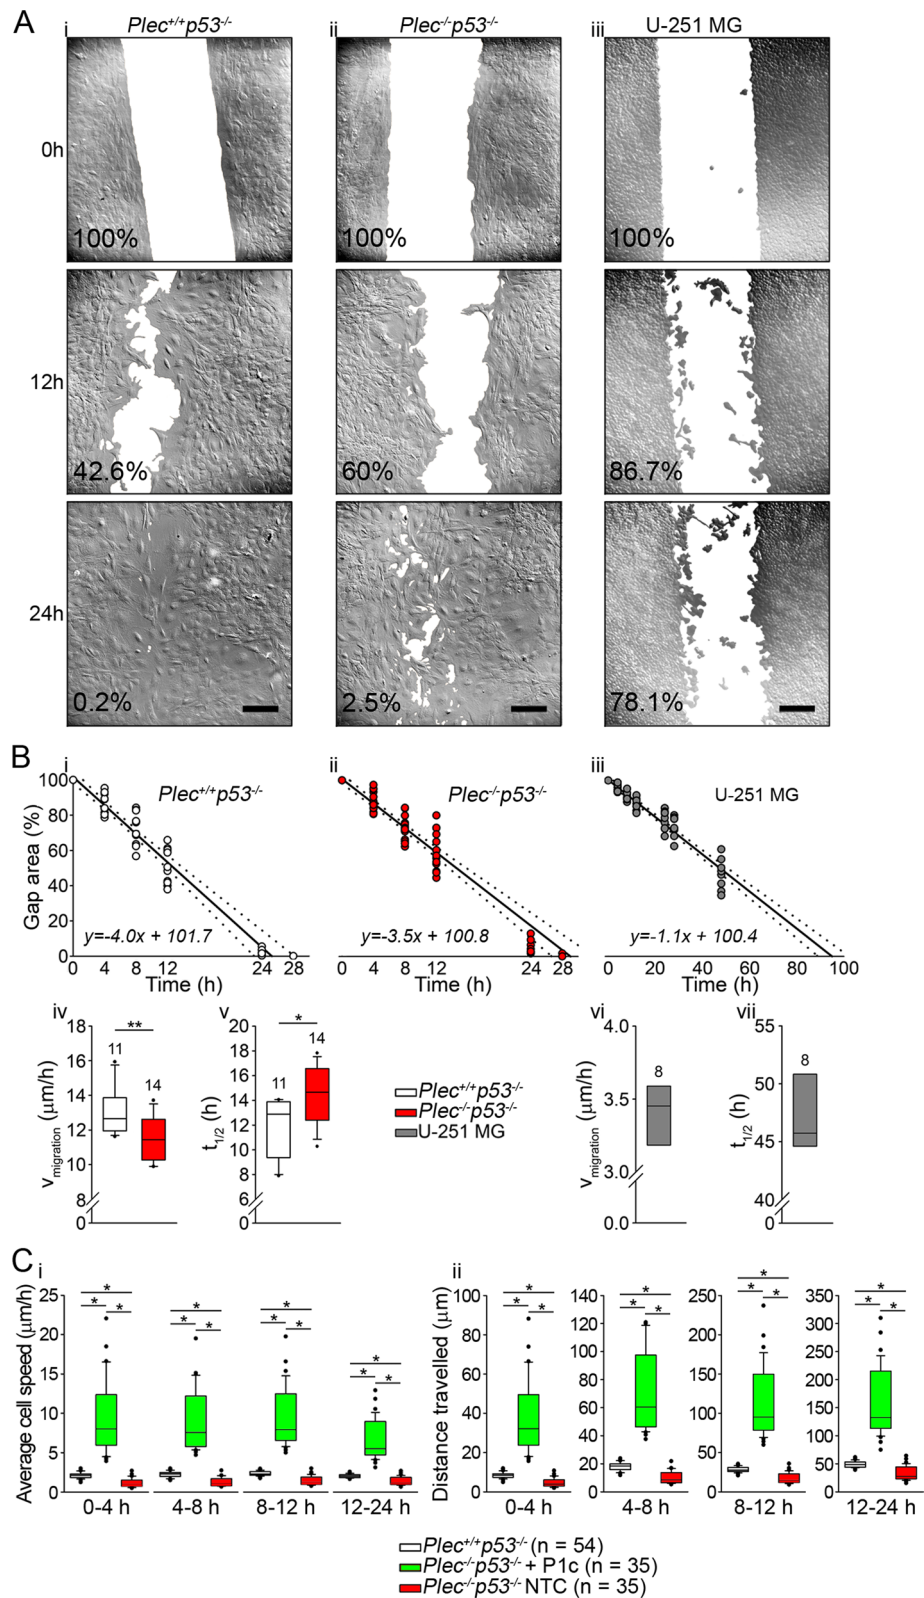 A
i Plec+/+p53-/- ii Plec-/-p53-/- iii U-251 MG
0h
100% 100% 100%
12h
42.6% 60% 86.7%
24h
0.2% 2.5% 78.1%
B
i Plec+/+p53-/- ii Plec-/-p53-/- iii U-251 MG
Gap area (%)
100
80
60
40
20
0
y=-4.0x + 101.7 y=-3.5x + 100.8 y=-1.1x + 100.4
0 4 8 12 24 28 0 4 8 12 24 28 0 20 40 60 80 100
Time (h) Time (h) Time (h)
iv
vmigration (μm/h)
18
16
14
12
10
8
0
11 ** 14
v
t1/2 (h)
20
18
16
14
12
10
8
6
0
11 * 14
Plec+/+p53-/-
Plec-/-p53-/-
U-251 MG
vi
vmigration (μm/h)
4.0
3.5
3.0
0.0
8
vii
t1/2 (h)
55
50
45
40
0
8
C
i
Average cell speed (μm/h)
25
20
15
10
5
0
* * * * * * * * * * * *
0-4 h 4-8 h 8-12 h 12-24 h
ii
Distance travelled (μm)
100
80
60
40
20
0
* * *
0-4 h
140
120
100
80
60
40
20
0
* * *
4-8 h
250
200
150
100
50
0
* * *
8-12 h
350
300
250
200
150
100
50
0
* * *
12-24 h
Plec+/+p53-/- (n = 54)
Plec-/-p53-/- + P1c (n = 35)
Plec-/-p53-/- NTC (n = 35)